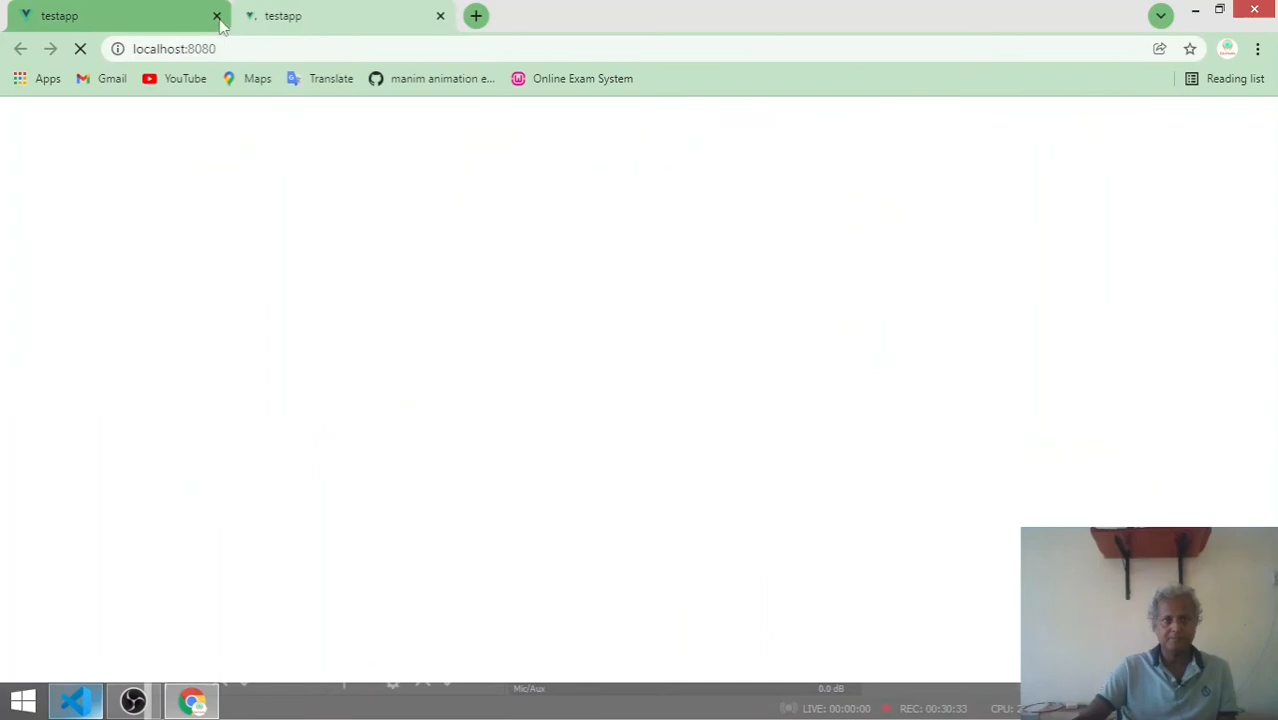 testapp testapp
localhost:8080
Apps Gmail YouTube Maps Translate manim animation e... Online Exam System Reading list
Mic/Aux 0.0 dB
LIVE: 00:00:00 REC: 00:30:33 CPU: 2